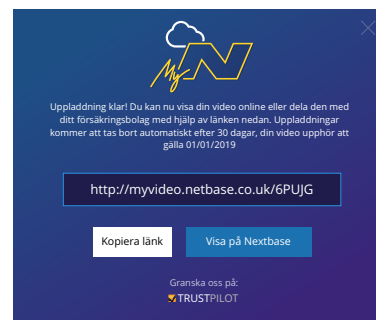 My N
Uppladdning klar! Du kan nu visa din video online eller dela den med
ditt försäkringsbolag med hjälp av länken nedan. Uppladdningar
kommer att tas bort automatiskt efter 30 dagar, din video upphör att
gälla 01/01/2019
http://myvideo.netbase.co.uk/6PUJG
Kopiera länk
Visa på Nextbase
Granska oss på:
TRUSTPILOT